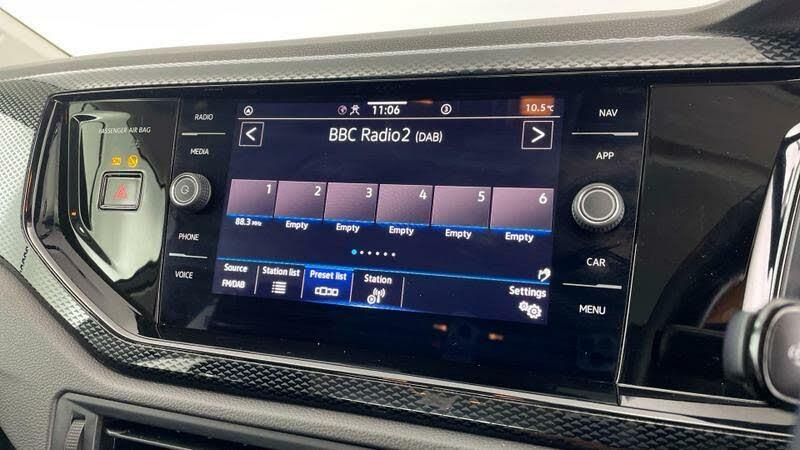 PASSENGER AIR BAG
ON
RADIO
MEDIA
PHONE
VOICE
11:06
3
10.5°C
<
BBC Radio2 (DAB)
>
1 2 3 4 5 6
88.3 MHz Empty Empty Empty Empty Empty
Source
FM/DAB
Station list
Preset list
Station
Settings
NAV
APP
CAR
MENU